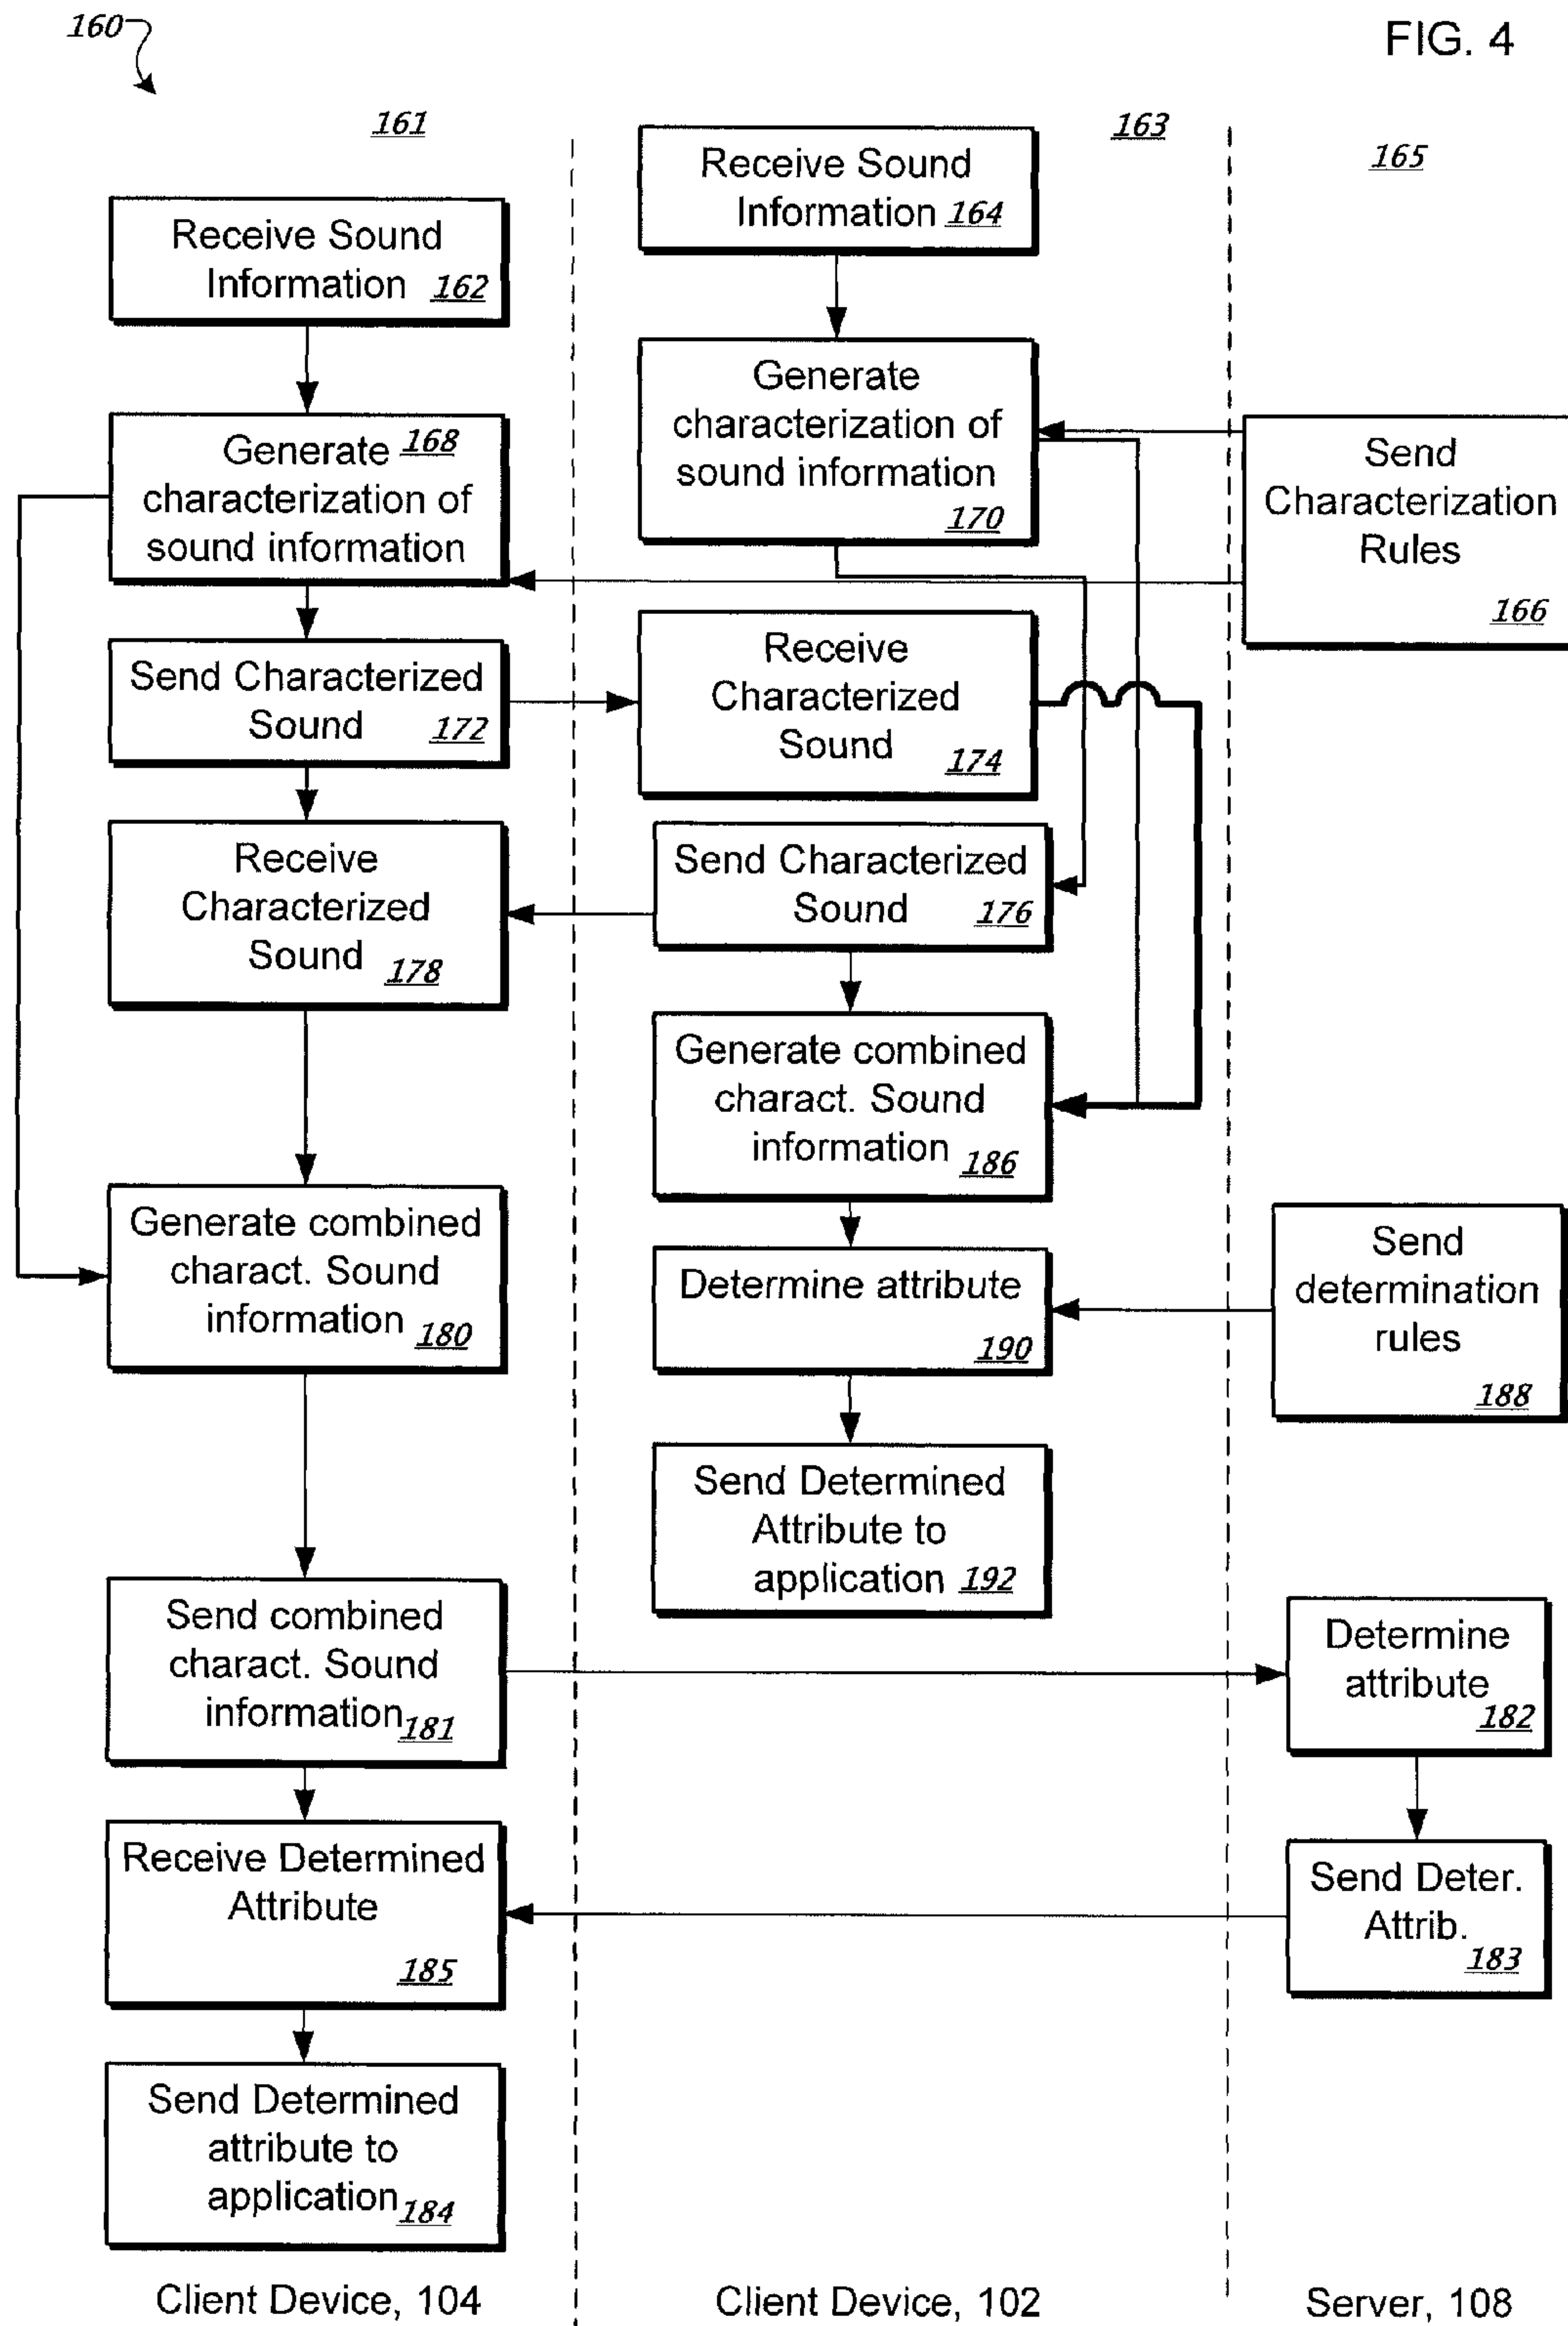 160
FIG. 4
161
163
165
Receive Sound
Information 162
Generate 168
characterization of
sound information
Send Characterized
Sound 172
Receive
Characterized
Sound 178
Generate combined
charact. Sound
information 180
Send combined
charact. Sound
information 181
Receive Determined
Attribute
185
Send Determined
attribute to
application 184
Client Device, 104
Receive Sound
Information 164
Generate
characterization of
sound information
170
Receive
Characterized
Sound 174
Send Characterized
Sound 176
Generate combined
charact. Sound
information 186
Determine attribute
190
Send Determined
Attribute to
application 192
Client Device, 102
Send
Characterization
Rules
166
Send
determination
rules
188
Determine
attribute
182
Send Deter.
Attrib.
183
Server, 108